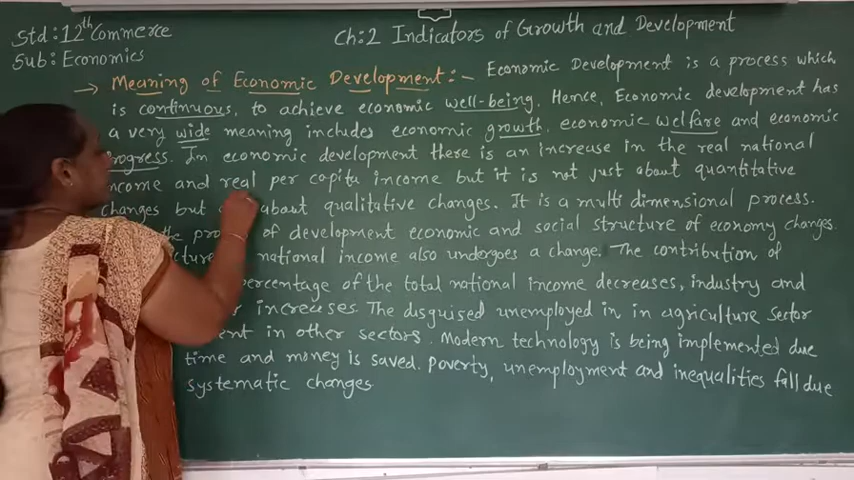 Std: 12th Commerce
Sub: Economics
Ch:2 Indicators of Growth and Development
→ Meaning of Economic Development :- Economic Development is a process which
is continuous, to achieve economic well-being. Hence, Economic development has
a very wide meaning includes economic growth, economic welfare and economic
progress. In economic development there is an increase in the real national
income and real per capita income but it is not just about quantitative
changes but about qualitative changes. It is a multi dimensional process.
of development economic and social structure of economy changes.
national income also undergoes a change. The contribution of
percentage of the total national income decreases, industry and
increases. The disguised unemployed in in agriculture sector
in other sectors. Modern technology is being implemented due
time and money is saved. Poverty, unemployment and inequalities fall due
systematic changes